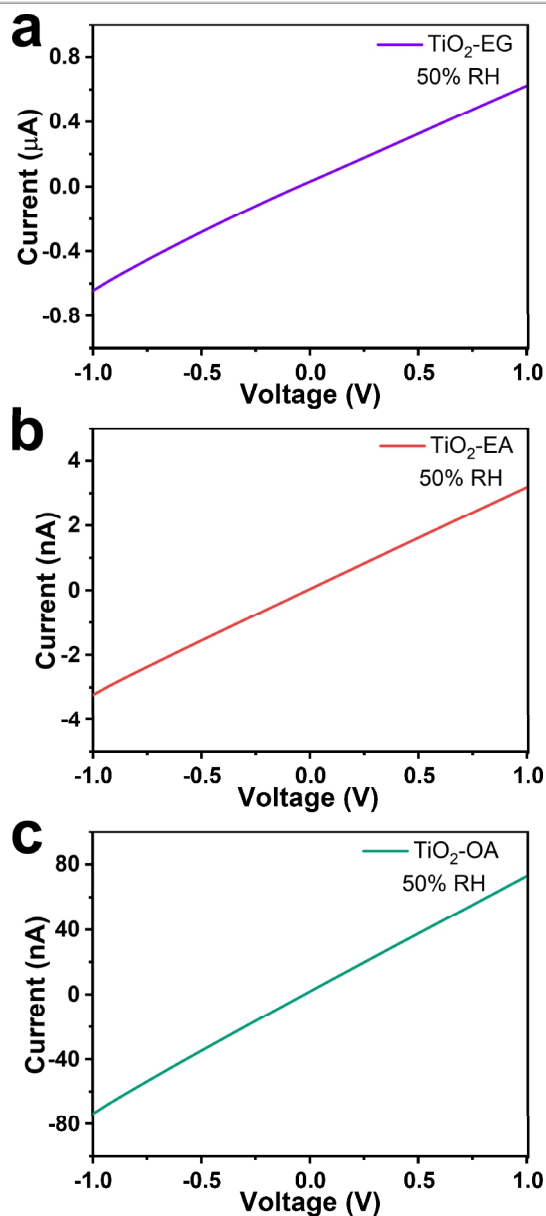 a
TiO₂-EG
50% RH
0.8
0.4
0.0
-0.4
-0.8
Current (μA)
-1.0 -0.5 0.0 0.5 1.0
Voltage (V)
b
TiO₂-EA
50% RH
4
2
0
-2
-4
Current (nA)
-1.0 -0.5 0.0 0.5 1.0
Voltage (V)
c
TiO₂-OA
50% RH
80
40
0
-40
-80
Current (nA)
-1.0 -0.5 0.0 0.5 1.0
Voltage (V)